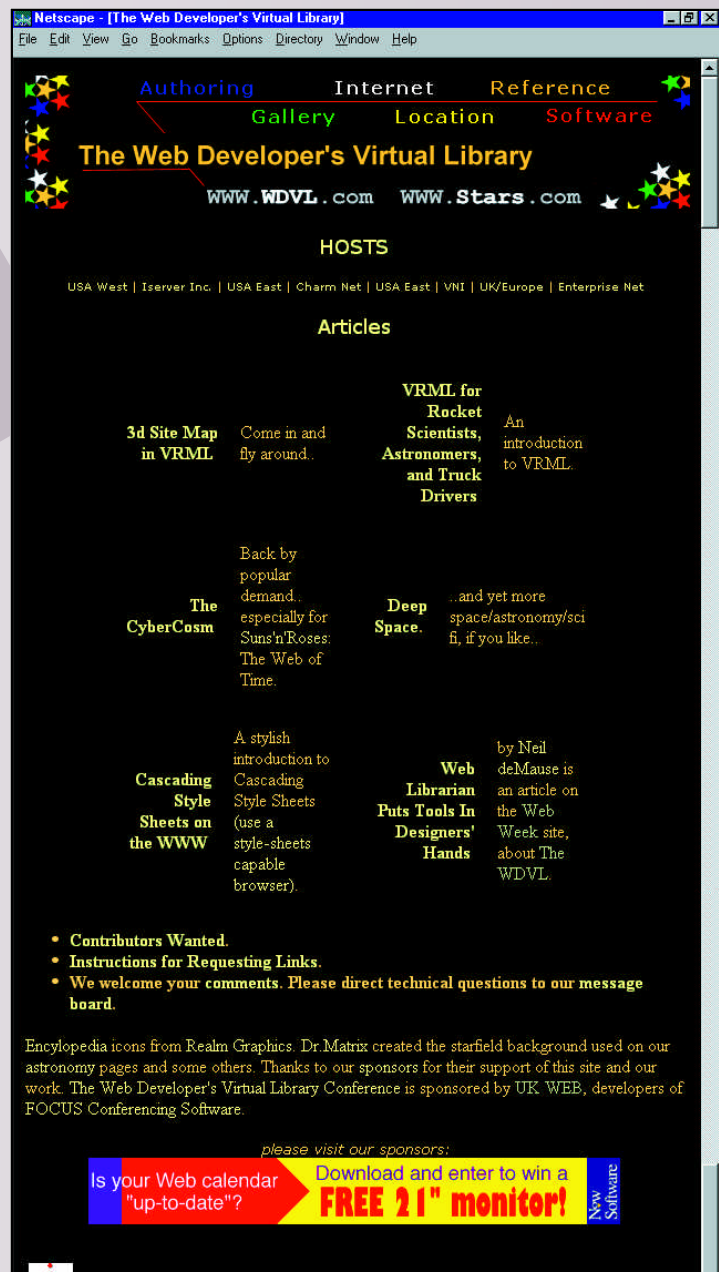 Netscape - [The Web Developer's Virtual Library]
File Edit View Go Bookmarks Options Directory Window Help
Authoring Internet Reference
Gallery Location Software
The Web Developer's Virtual Library
WWW.WDVL.com WWW.Stars.com
HOSTS
USA West | Iserver Inc. | USA East | Charm Net | USA East | VNI | UK/Europe | Enterprise Net
Articles
3d Site Map
in VRML
Come in and
fly around..
VRML for
Rocket
Scientists,
Astronomers,
and Truck
Drivers
An
introduction
to VRML.
The
CyberCosm
Back by
popular
demand..
especially for
Suns'n'Roses:
The Web of
Time.
Deep
Space.
..and yet more
space/astronomy/sci
fi, if you like..
Cascading
Style
Sheets on
the WWW
A stylish
introduction to
Cascading
Style Sheets
(use a
style-sheets
capable
browser).
Web
Librarian
Puts Tools In
Designers'
Hands
by Neil
deMause is
an article on
the Web
Week site,
about The
WDVL.
• Contributors Wanted.
• Instructions for Requesting Links.
• We welcome your comments. Please direct technical questions to our message
board.
Encylopedia icons from Realm Graphics. Dr.Matrix created the starfield background used on our
astronomy pages and some others. Thanks to our sponsors for their support of this site and our
work. The Web Developer's Virtual Library Conference is sponsored by UK WEB, developers of
FOCUS Conferencing Software.
please visit our sponsors:
Is your Web calendar
"up-to-date"?
Download and enter to win a
FREE 21" monitor!
Now
Software